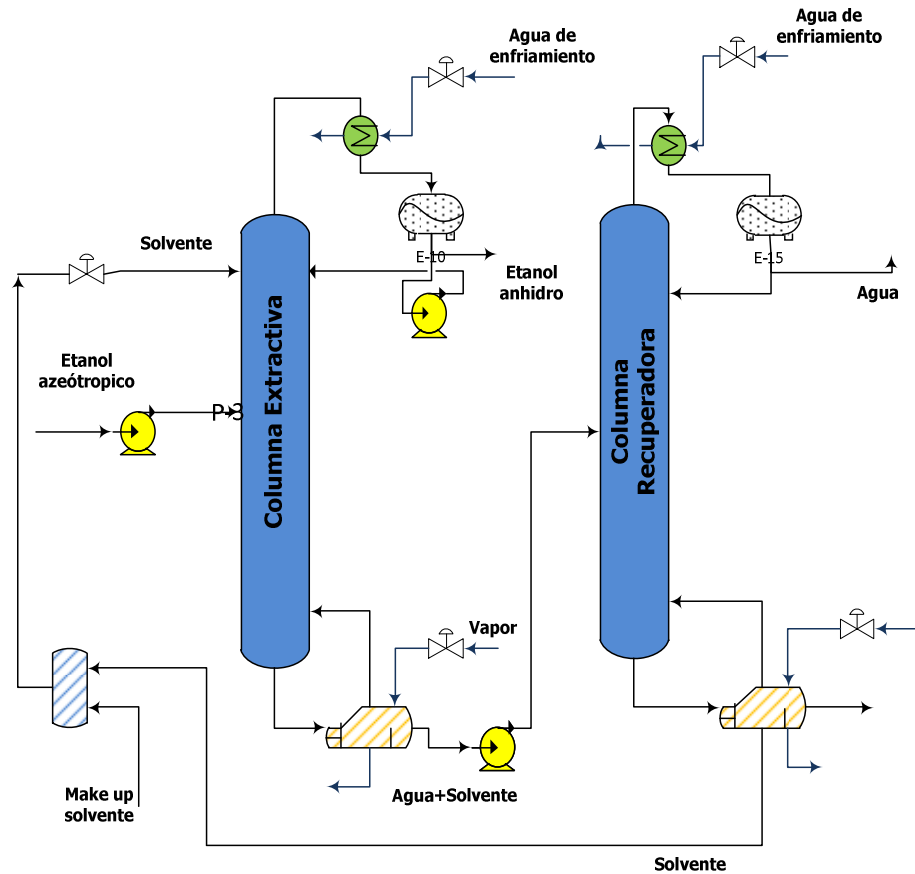 Agua de
enfriamiento
Agua de
enfriamiento
Solvente
E-10
E-15
Etanol
anhidro
Agua
Etanol
azeótropico
P-3
Columna Extractiva
Columna
Recuperadora
Vapor
Make up
solvente
Agua+Solvente
Solvente